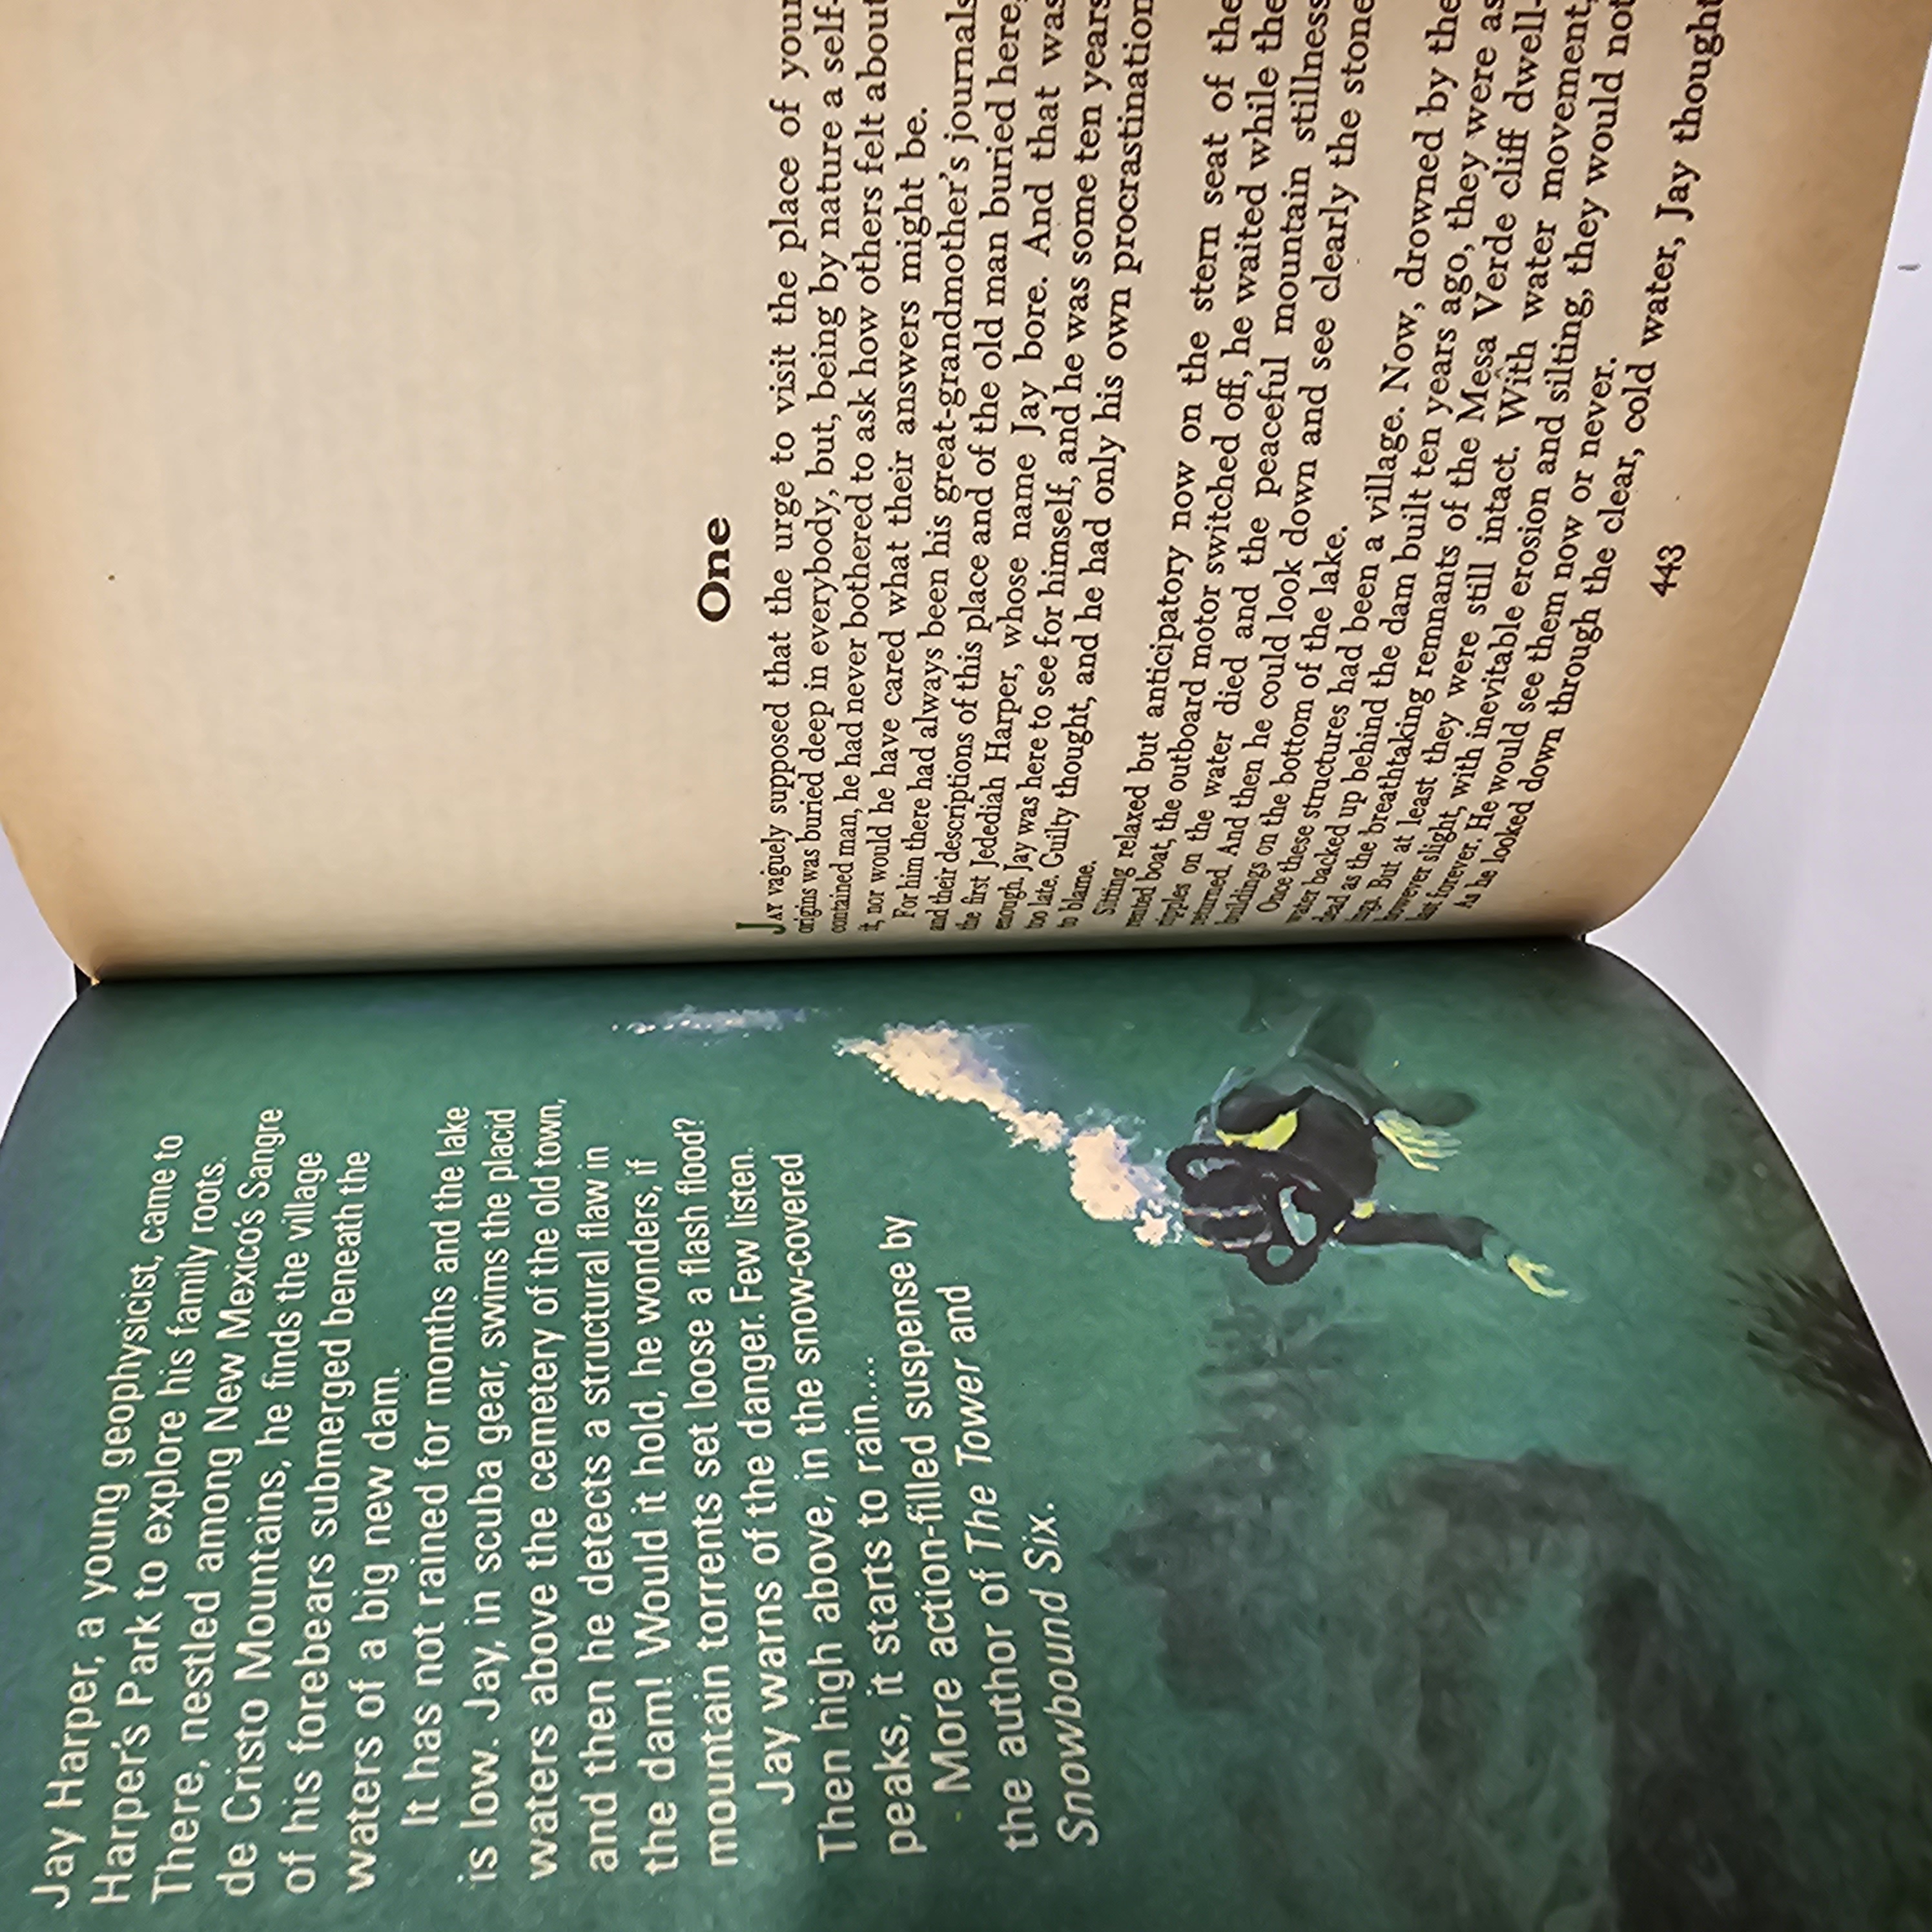 Jay Harper, a young geophysicist, came to
Harper's Park to explore his family roots.
There, nestled among New Mexico's Sangre
de Cristo Mountains, he finds the village
of his forebears submerged beneath the
waters of a big new dam.
It has not rained for months and the lake
is low. Jay, in scuba gear, swims the placid
waters above the cemetery of the old town,
and then he detects a structural flaw in
the dam! Would it hold, he wonders, if
mountain torrents set loose a flash flood?
Jay warns of the danger. Few listen.
Then high above, in the snow-covered
peaks, it starts to rain....
More action-filled suspense by
the author of The Tower and
Snowbound Six.
One
JAY vaguely supposed that the urge to visit the place of your
origins was buried deep in everybody, but, being by nature a self-
contained man, he had never bothered to ask how others felt about
it, nor would he have cared what their answers might be.
For him there had always been his great-grandmother's journals
and their descriptions of this place and of the old man buried here,
the first Jedediah Harper, whose name Jay bore. And that was
enough. Jay was here to see for himself, and he was some ten years
too late. Guilty thought, and he had only his own procrastination
to blame.
Sitting relaxed but anticipatory now on the stern seat of the
rented boat, the outboard motor switched off, he waited while the
ripples on the water died and the peaceful mountain stillness
returned. And then he could look down and see clearly the stone
buildings on the bottom of the lake.
Once these structures had been a village. Now, drowned by the
water backed up behind the dam built ten years ago, they were as
dead as the breathtaking remnants of the Mesa Verde cliff dwell-
ings. But at least they were still intact. With water movement,
however slight, with inevitable erosion and silting, they would not
last forever. He would see them now or never.
As he looked down through the clear, cold water, Jay thought
443